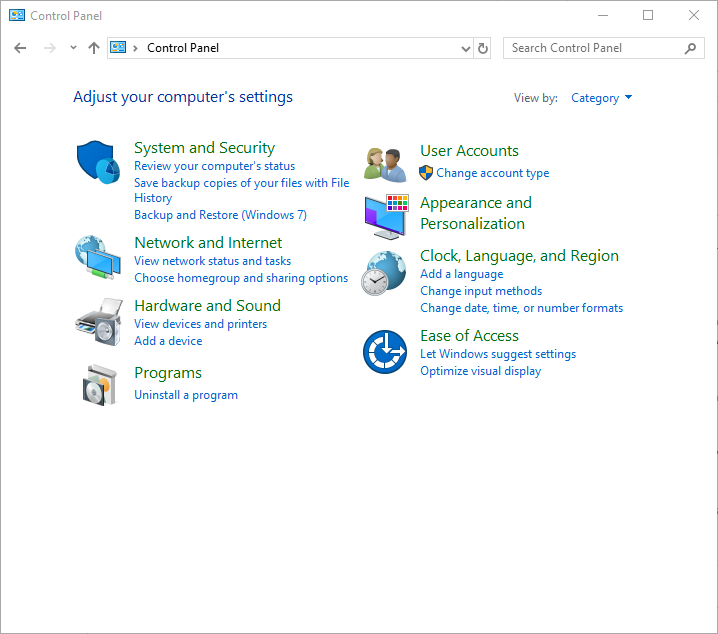 Control Panel
Control Panel
Search Control Panel
Adjust your computer's settings
View by: Category
System and Security
Review your computer's status
Save backup copies of your files with File
History
Backup and Restore (Windows 7)
Network and Internet
View network status and tasks
Choose homegroup and sharing options
Hardware and Sound
View devices and printers
Add a device
Programs
Uninstall a program
User Accounts
Change account type
Appearance and
Personalization
Clock, Language, and Region
Add a language
Change input methods
Change date, time, or number formats
Ease of Access
Let Windows suggest settings
Optimize visual display